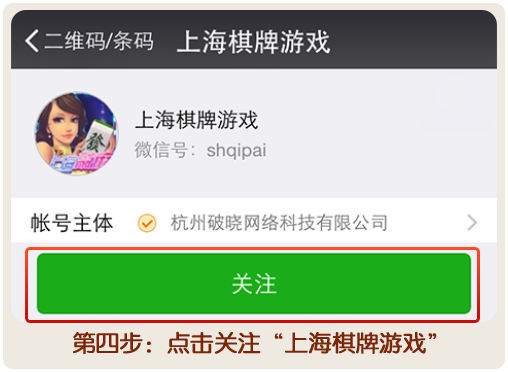 二维码/条码 上海棋牌游戏
上海棋牌游戏
微信号：shqipai
帐号主体 杭州破晓网络科技有限公司
关注
第四步：点击关注“上海棋牌游戏”